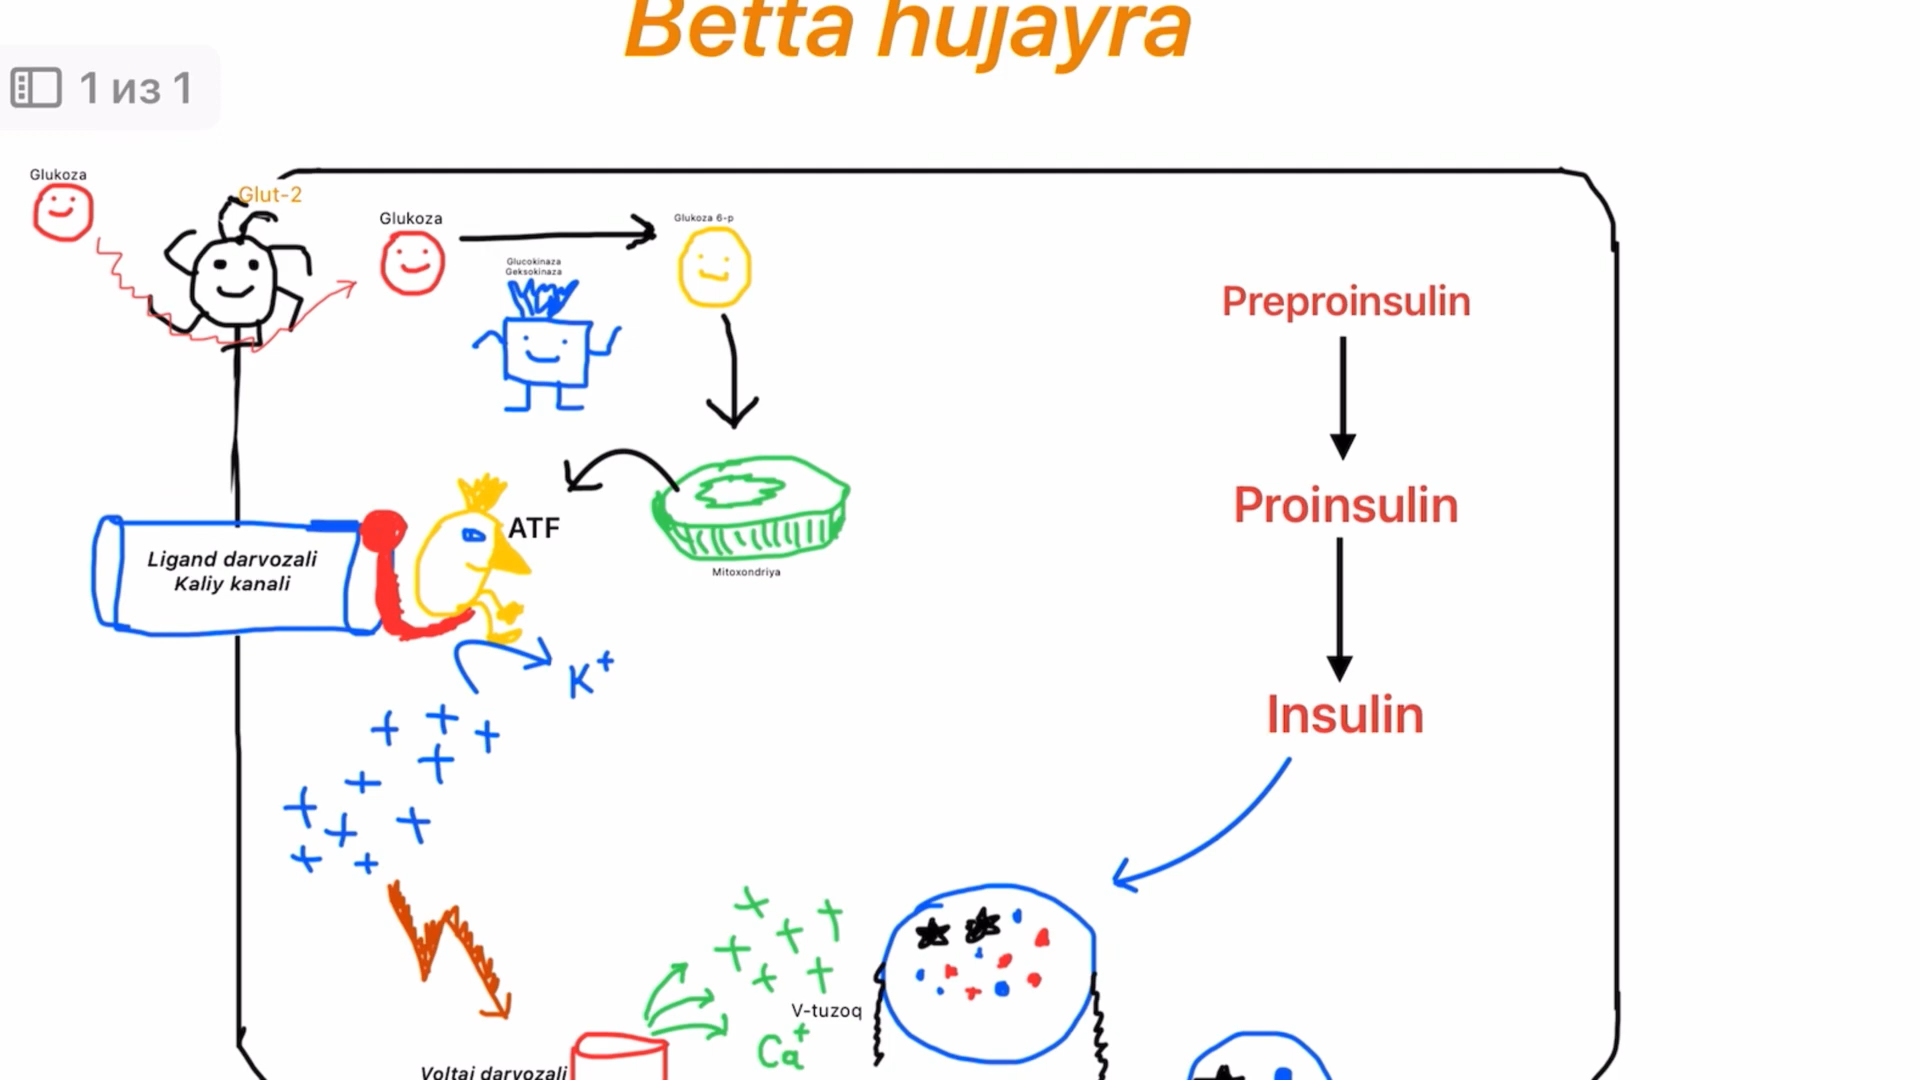 Betta hujayra
1 из 1
Glukoza
Glut-2
Glukoza
Glukoza 6-p
Glucokinaza
Geksokinaza
Preproinsulin
Proinsulin
ATF
Ligand darvozali
Kaliy kanali
Mitoxondriya
K+
Insulin
V-tuzoq
Ca+
Voltaj darvozali